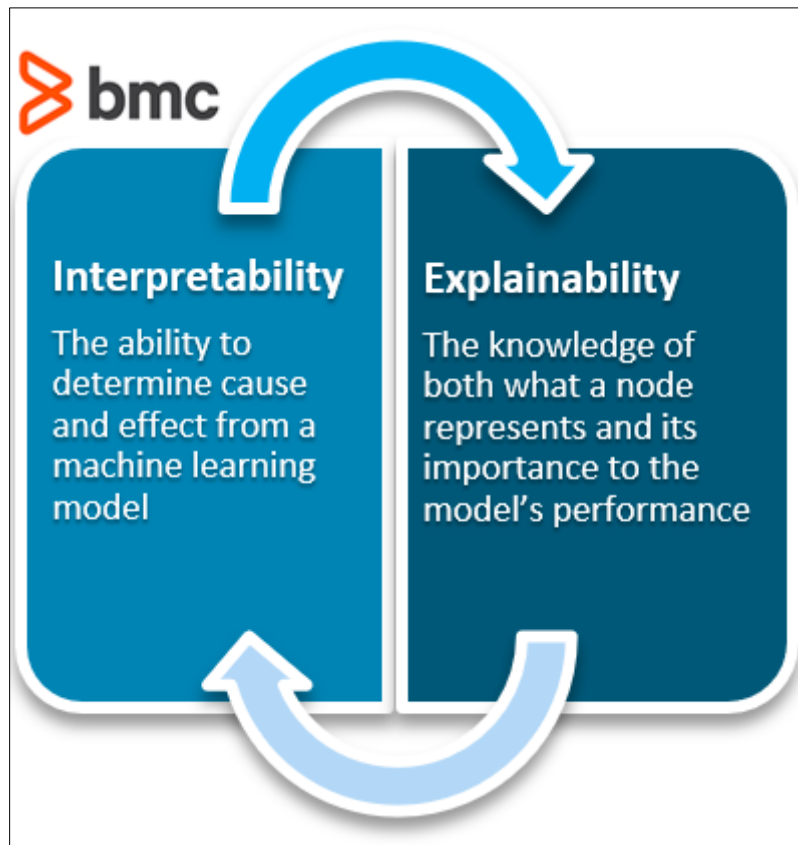 bmc
Interpretability
The ability to
determine cause
and effect from a
machine learning
model
Explainability
The knowledge of
both what a node
represents and its
importance to the
model’s performance